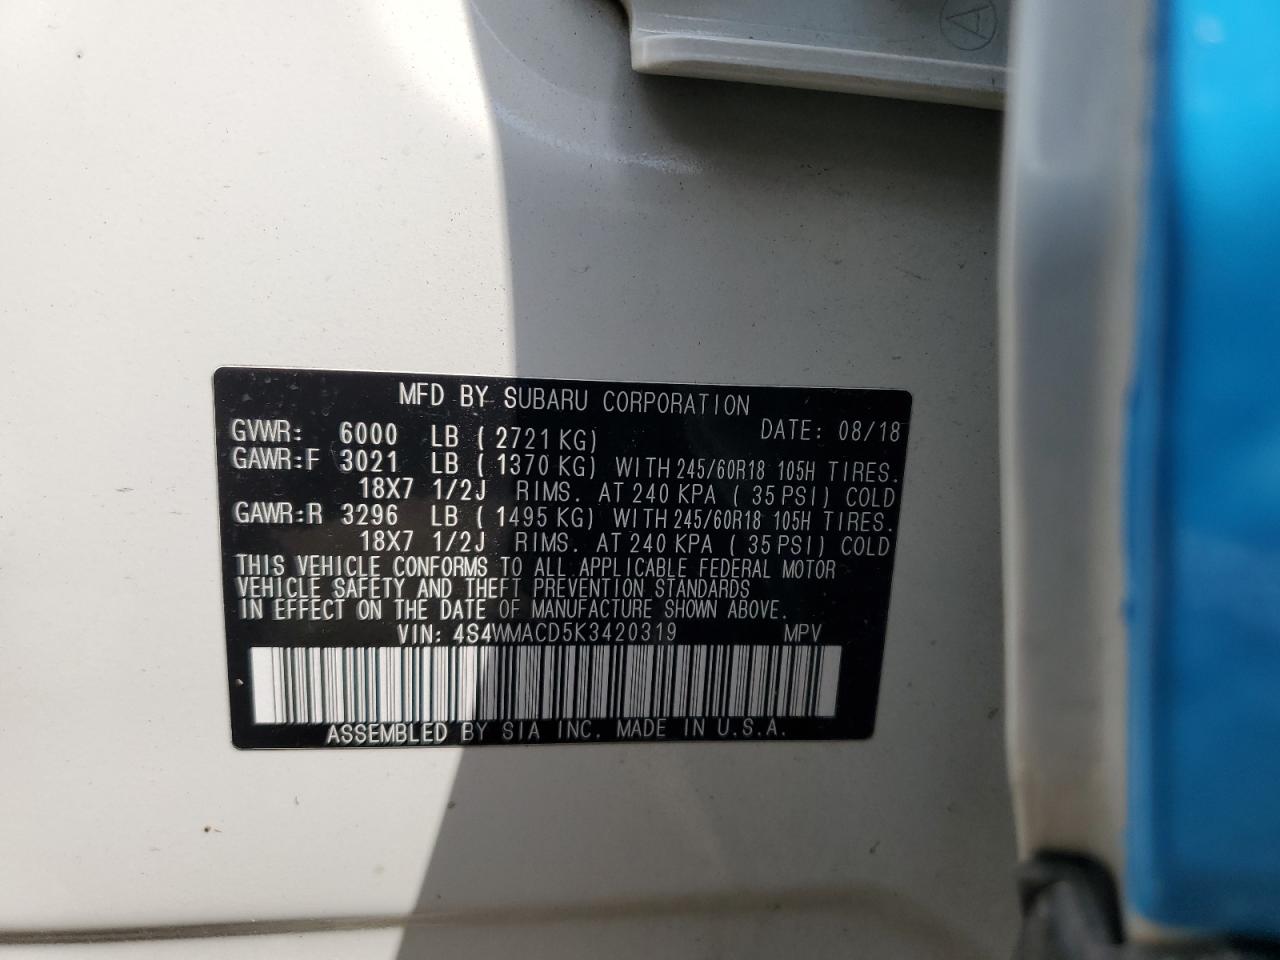 A
MFD BY SUBARU CORPORATION
GVWR: 6000 LB ( 2721 KG) DATE: 08/18
GAWR:F 3021 LB ( 1370 KG) WITH 245/60R18 105H TIRES.
18X7 1/2J RIMS. AT 240 KPA ( 35 PSI) COLD
GAWR:R 3296 LB ( 1495 KG) WITH 245/60R18 105H TIRES.
18X7 1/2J RIMS. AT 240 KPA ( 35 PSI) COLD
THIS VEHICLE CONFORMS TO ALL APPLICABLE FEDERAL MOTOR
VEHICLE SAFETY AND THEFT PREVENTION STANDARDS
IN EFFECT ON THE DATE OF MANUFACTURE SHOWN ABOVE.
VIN: 4S4WMACD5K3420319 MPV
ASSEMBLED BY SIA INC. MADE IN U.S.A.